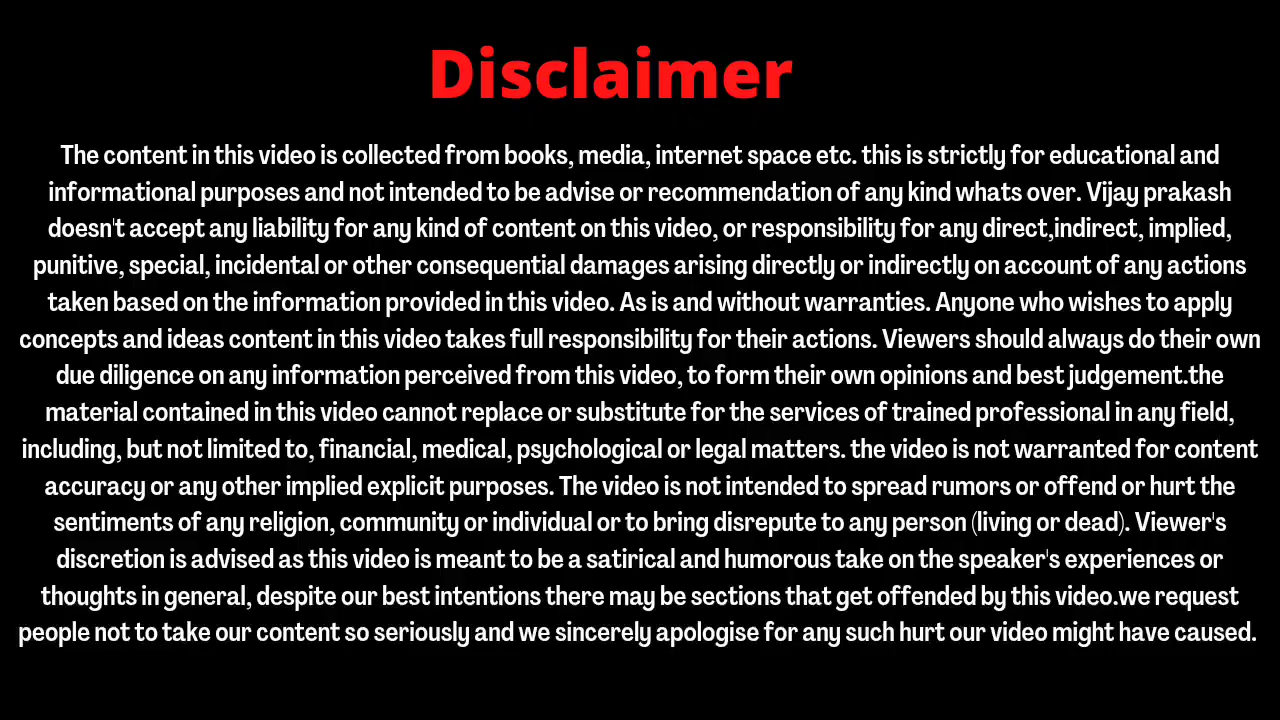 Disclaimer
The content in this video is collected from books, media, internet space etc. this is strictly for educational and
informational purposes and not intended to be advise or recommendation of any kind whats over. Vijay prakash
doesn't accept any liability for any kind of content on this video, or responsibility for any direct,indirect, implied,
punitive, special, incidental or other consequential damages arising directly or indirectly on account of any actions
taken based on the information provided in this video. As is and without warranties. Anyone who wishes to apply
concepts and ideas content in this video takes full responsibility for their actions. Viewers should always do their own
due diligence on any information perceived from this video, to form their own opinions and best judgement.the
material contained in this video cannot replace or substitute for the services of trained professional in any field,
including, but not limited to, financial, medical, psychological or legal matters. the video is not warranted for content
accuracy or any other implied explicit purposes. The video is not intended to spread rumors or offend or hurt the
sentiments of any religion, community or individual or to bring disrepute to any person (living or dead). Viewer's
discretion is advised as this video is meant to be a satirical and humorous take on the speaker's experiences or
thoughts in general, despite our best intentions there may be sections that get offended by this video.we request
people not to take our content so seriously and we sincerely apologise for any such hurt our video might have caused.